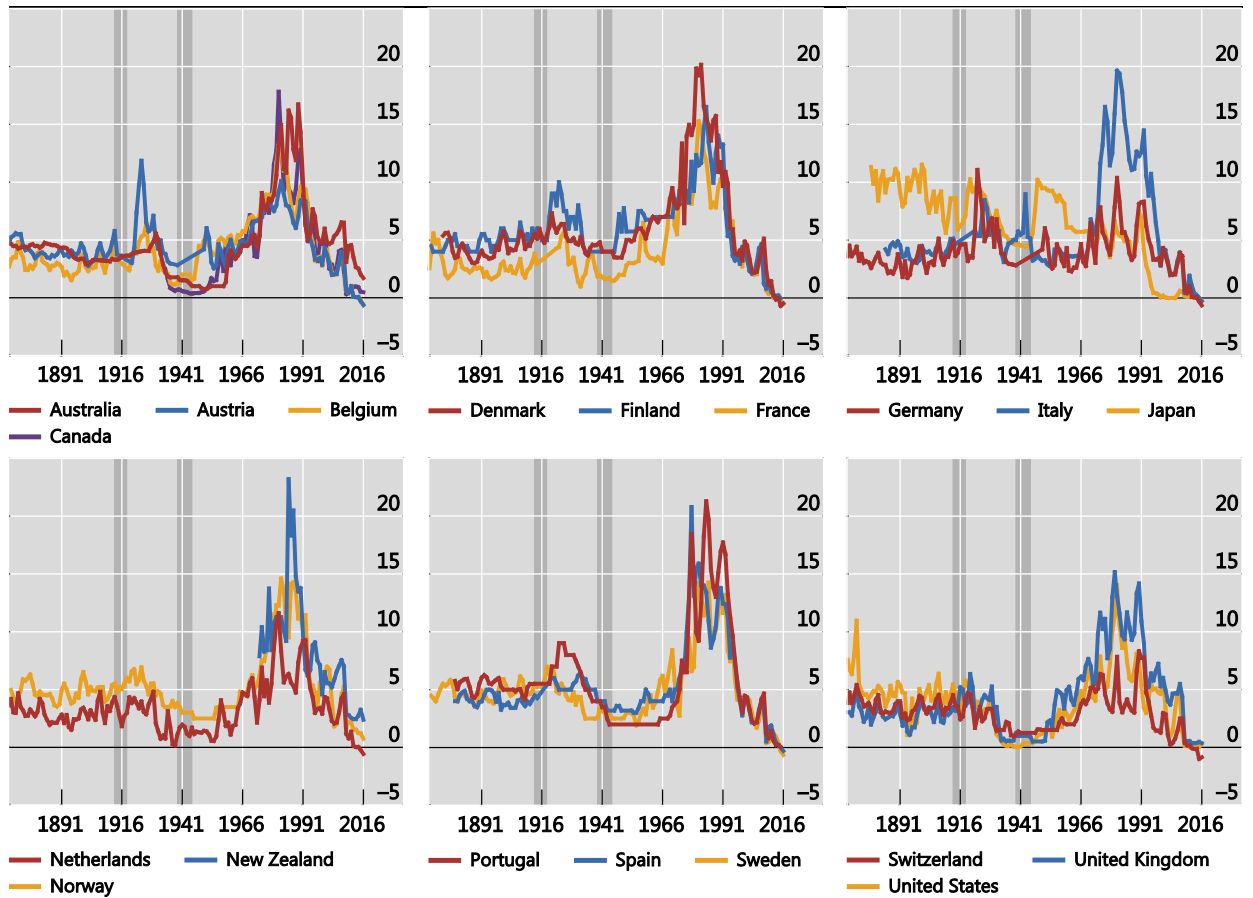 20 20 20
15 15 15
10 10 10
5 5 5
0 0 0
–5 –5 –5
1891 1916 1941 1966 1991 2016 1891 1916 1941 1966 1991 2016 1891 1916 1941 1966 1991 2016
Australia Austria Belgium Denmark Finland France Germany Italy Japan
Canada
20 20 20
15 15 15
10 10 10
5 5 5
0 0 0
–5 –5 –5
1891 1916 1941 1966 1991 2016 1891 1916 1941 1966 1991 2016 1891 1916 1941 1966 1991 2016
Netherlands New Zealand Portugal Spain Sweden Switzerland United Kingdom
Norway United States